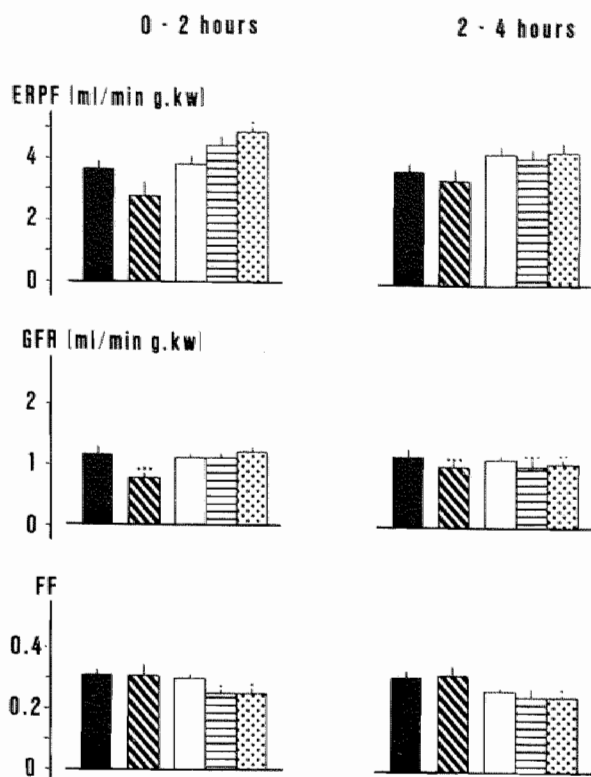 0 - 2 hours 2 - 4 hours
ERPF [ml/min g.kw]
4
2
0
GFR [ml/min g.kw]
2
1
0
***
*** *** **
FF
0.4
0.2
0